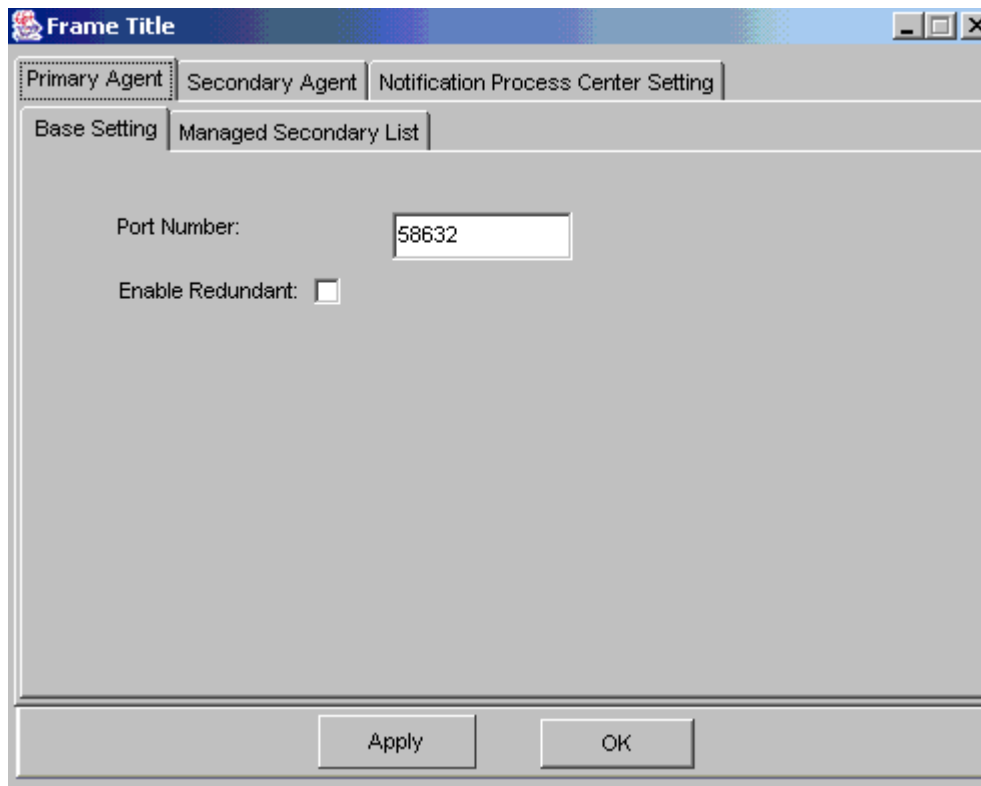 Frame Title
Primary Agent Secondary Agent Notification Process Center Setting
Base Setting Managed Secondary List
Port Number: 58632
Enable Redundant:
Apply OK